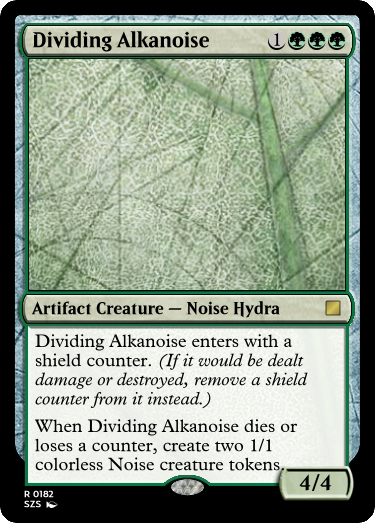 Dividing Alkanoise 1
Artifact Creature — Noise Hydra
Dividing Alkanoise enters with a
shield counter. (If it would be dealt
damage or destroyed, remove a shield
counter from it instead.)
When Dividing Alkanoise dies or
loses a counter, create two 1/1
colorless Noise creature tokens.
4/4
R 0182
SZS